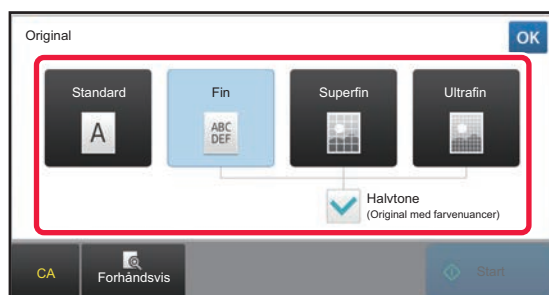 Original
OK
Standard
Fin
Superfin
Ultrafin
A
ABC
DEF
Halvtone
(Original med farvenuancer)
CA
Forhåndsvis
Start